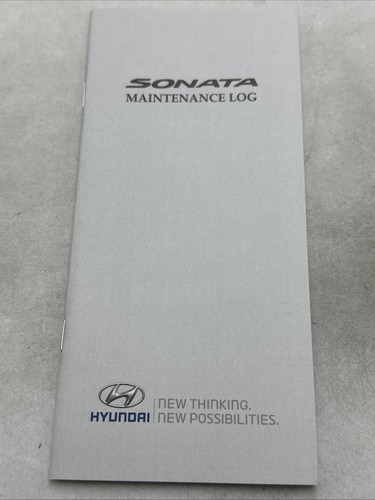 SONATA
MAINTENANCE LOG
HYUNDAI
NEW THINKING.
NEW POSSIBILITIES.